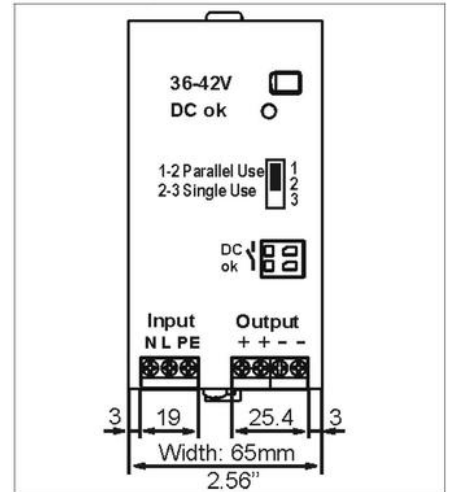 36-42V
DC ok
1-2 Parallel Use
2-3 Single Use
1
2
3
DC
ok
Input Output
N L PE + + - -
3 19 25.4 3
Width: 65mm
2.56"